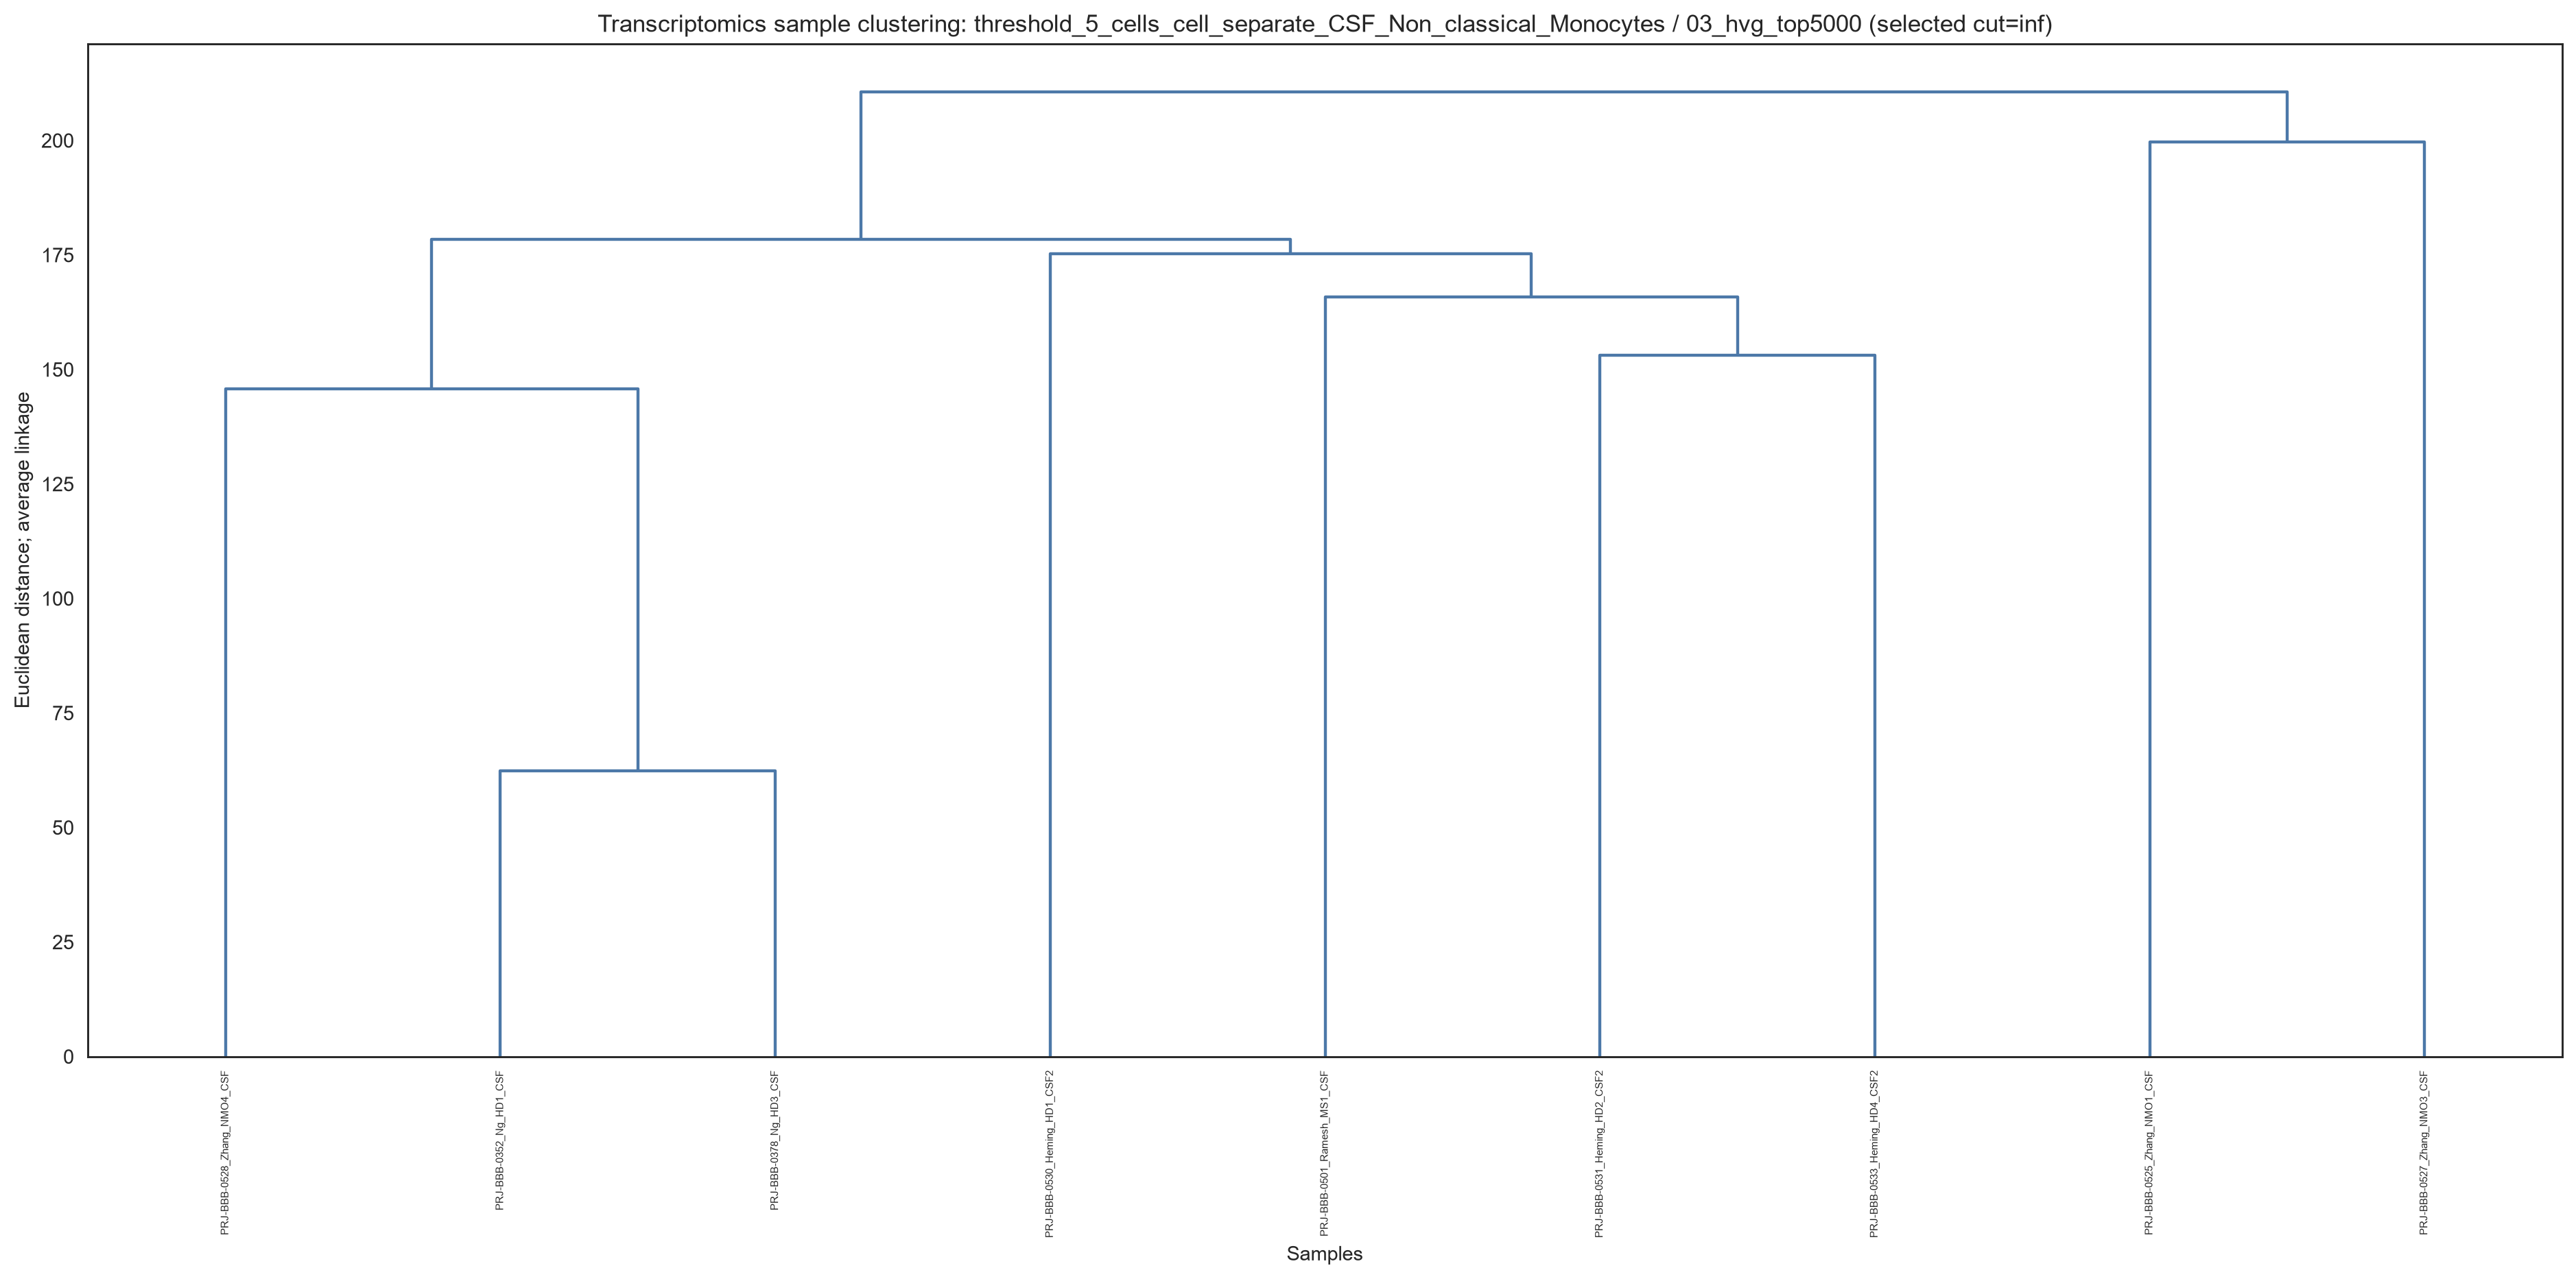 Transcriptomics sample clustering: threshold_5_cells_cell_separate_CSF_Non_classical_Monocytes / 03_hvg_top5000 (selected cut=inf)
Euclidean distance; average linkage
200
175
150
125
100
75
50
25
0
PRJ-BBB-0528_Zhang_NMO4_CSF
PRJ-BBB-0352_Ng_HD1_CSF
PRJ-BBB-0378_Ng_HD3_CSF
PRJ-BBB-0530_Heming_HD1_CSF2
PRJ-BBB-0501_Ramesh_MS1_CSF
PRJ-BBB-0531_Heming_HD2_CSF2
PRJ-BBB-0533_Heming_HD4_CSF2
PRJ-BBB-0525_Zhang_NMO1_CSF
PRJ-BBB-0527_Zhang_NMO3_CSF
Samples